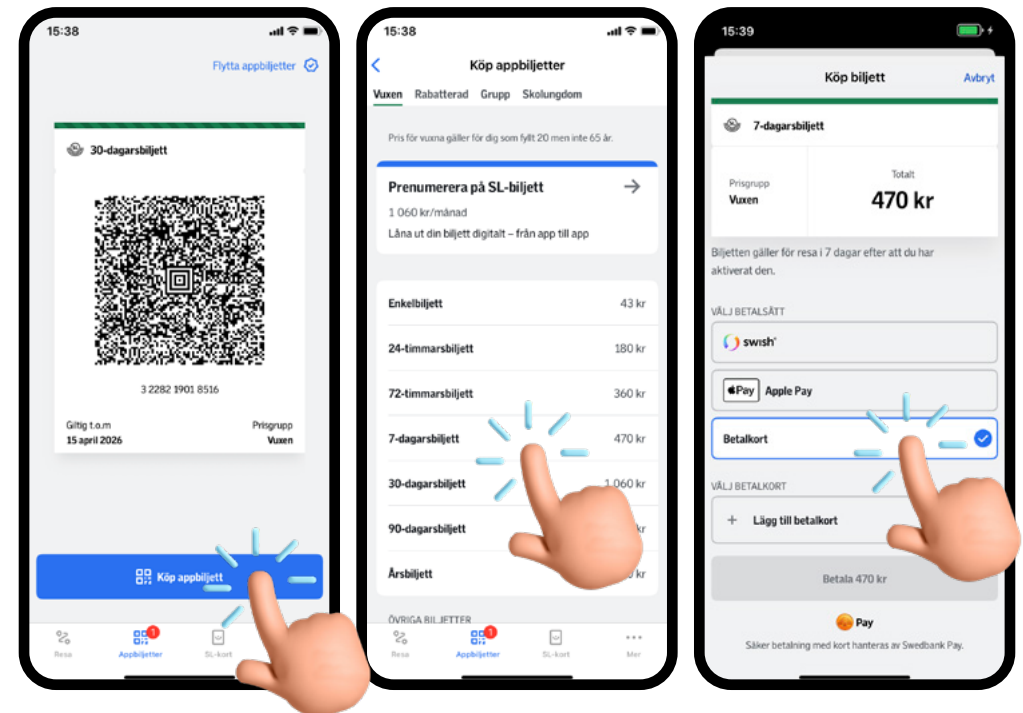 15:38
Flytta appbiljetter
30-dagarsbiljett
3 2282 1901 8516
Giltig t.o.m
Prisgrupp
15 april 2026
Vuxen
Köp appbiljett
1
Resa
Appbiljetter
SL-kort
15:38
Köp appbiljetter
Vuxen Rabatterad Grupp Skolungdom
Pris för vuxna gäller för dig som fyllt 20 men inte 65 år.
Prenumerera på SL-biljett
1 060 kr/månad
Låna ut din biljett digitalt – från app till app
Enkelbiljett 43 kr
24-timmarsbiljett 180 kr
72-timmarsbiljett 360 kr
7-dagarsbiljett 470 kr
30-dagarsbiljett 1 060 kr
90-dagarsbiljett kr
Årsbiljett kr
ÖVRIGA BILJETTER
1
Resa
Appbiljetter
SL-kort
Mer
15:39
Köp biljett
Avbryt
7-dagarsbiljett
Prisgrupp
Vuxen
Totalt
470 kr
Biljetten gäller för resa i 7 dagar efter att du har
aktiverat den.
VÄLJ BETALSÄTT
swish
Pay Apple Pay
Betalkort
VÄLJ BETALKORT
+ Lägg till betalkort
Betala 470 kr
Pay
Säker betalning med kort hanteras av Swedbank Pay.